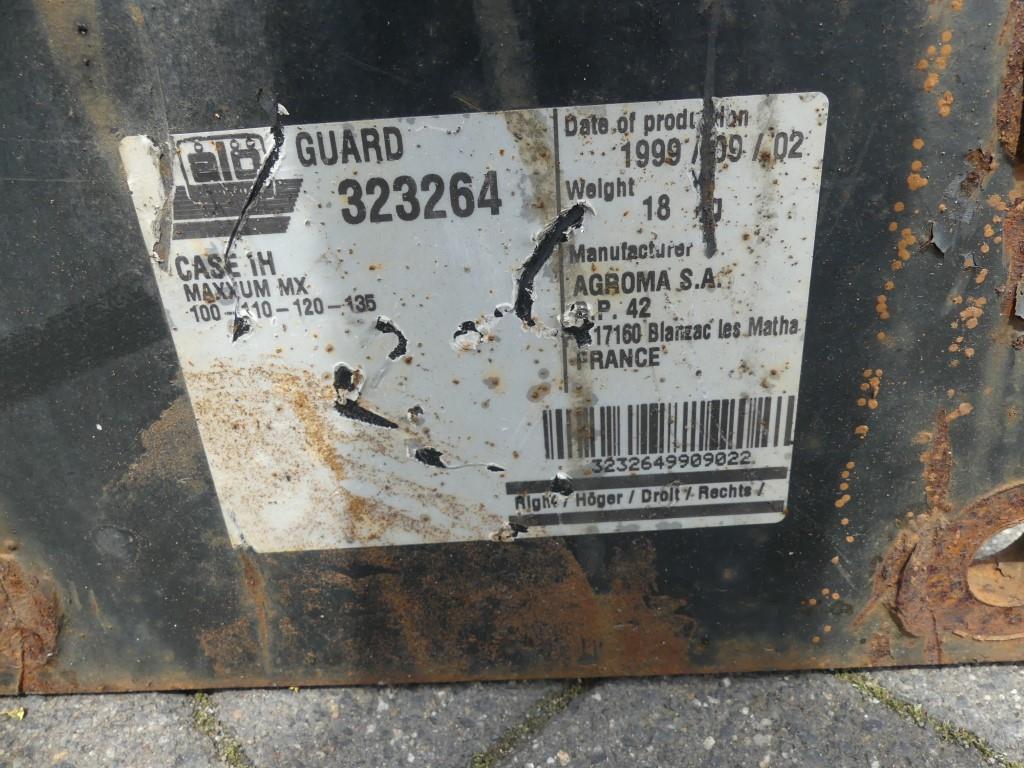 GUARD
323264
CASE IH
MAXXUM MX
100-110-120-135
Date of production
1999/09/02
Weight
18 kg
Manufacturer
AGROMA S.A.
B.P. 42
17160 Blanzac les Matha
FRANCE
3232649909022
Right / Höger / Droit / Rechts /